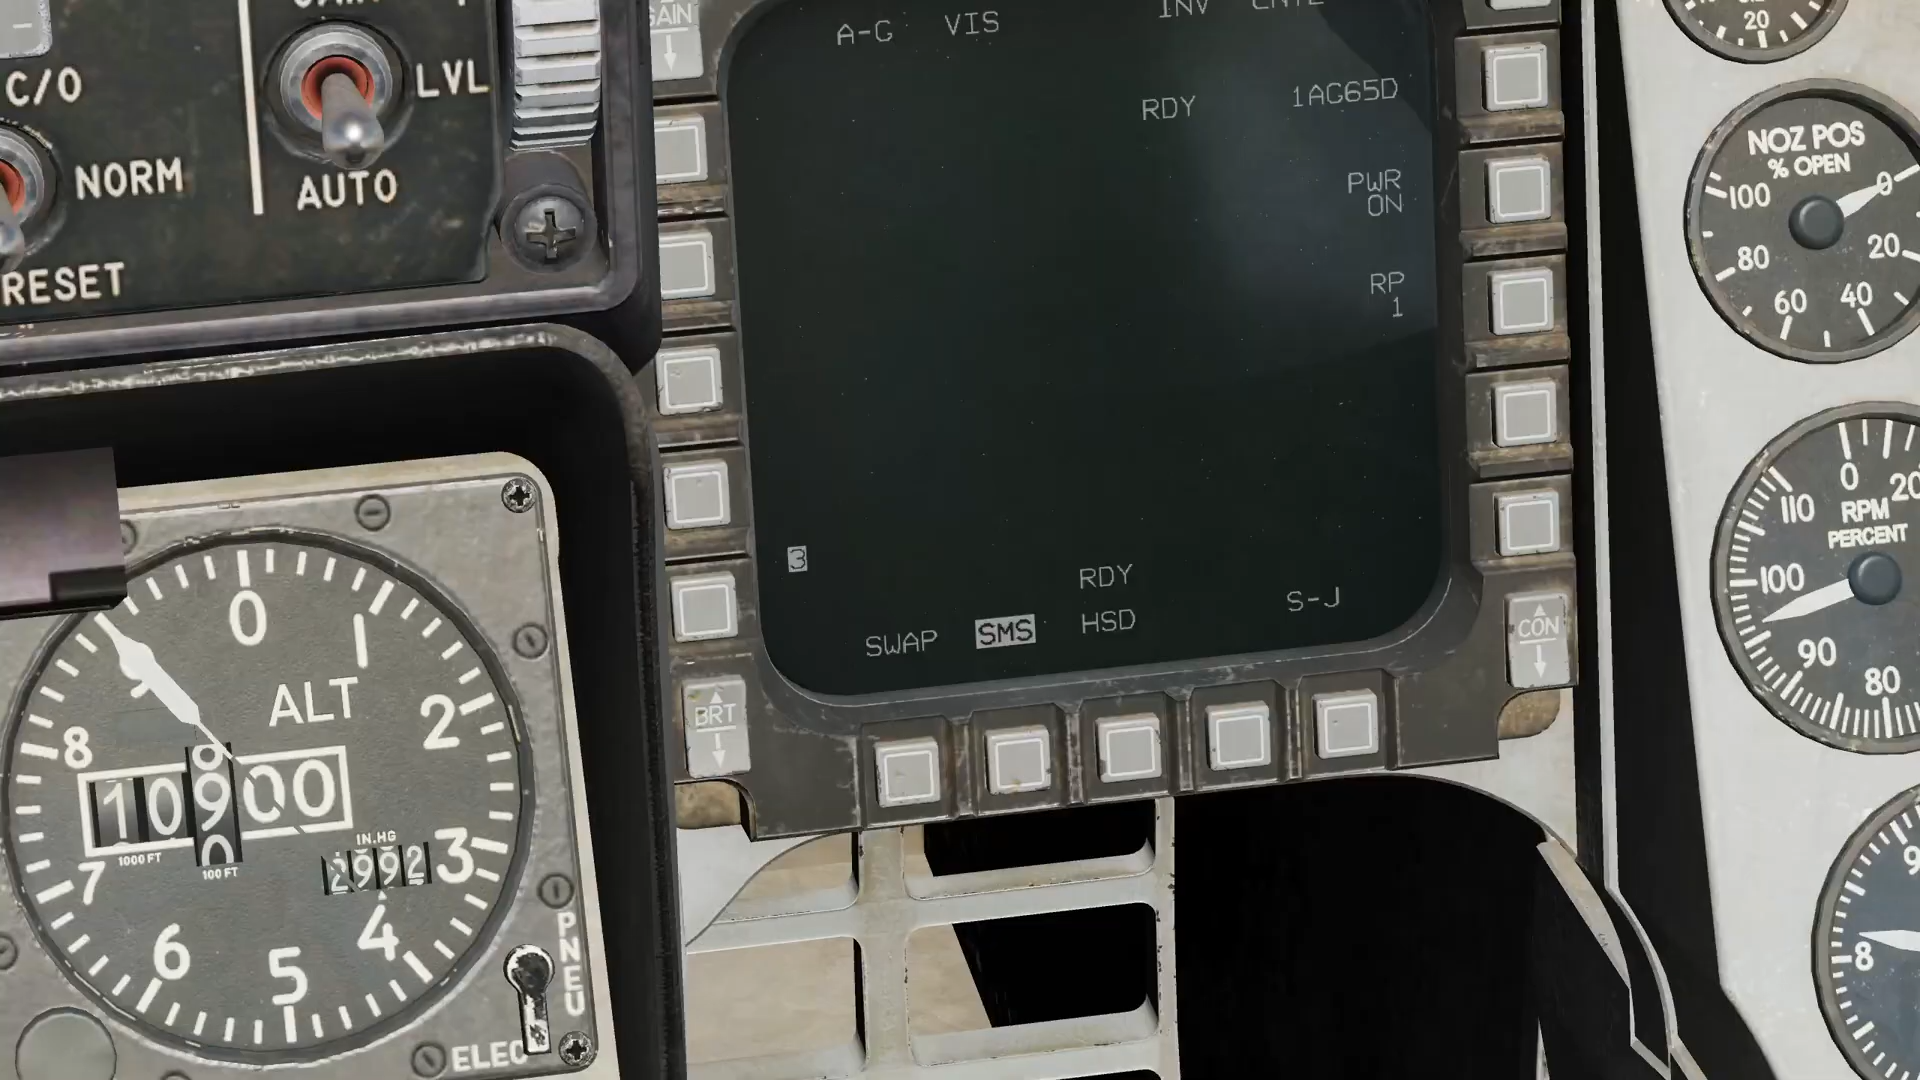 GAIN
C/O
LVL
NORM
AUTO
RESET
A-G VIS INV CNTL
RDY 1AG65D
PWR
ON
RP
1
3
RDY
SWAP SMS HSD S-J
BRT
CON
0
1
2
3
4
5
6
7
8
ALT
10900
1000 FT
100 FT
IN.HG
2992
PNEU
ELEC
20
NOZ POS
% OPEN
100
0
80
20
60
40
0
20
110
RPM
PERCENT
100
90
80
9
8